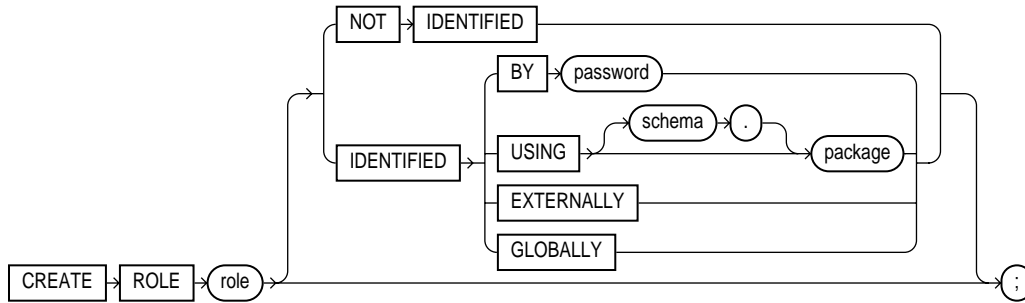 NOT IDENTIFIED
BY password
schema .
IDENTIFIED USING package
EXTERNALLY
GLOBALLY
CREATE ROLE role ;